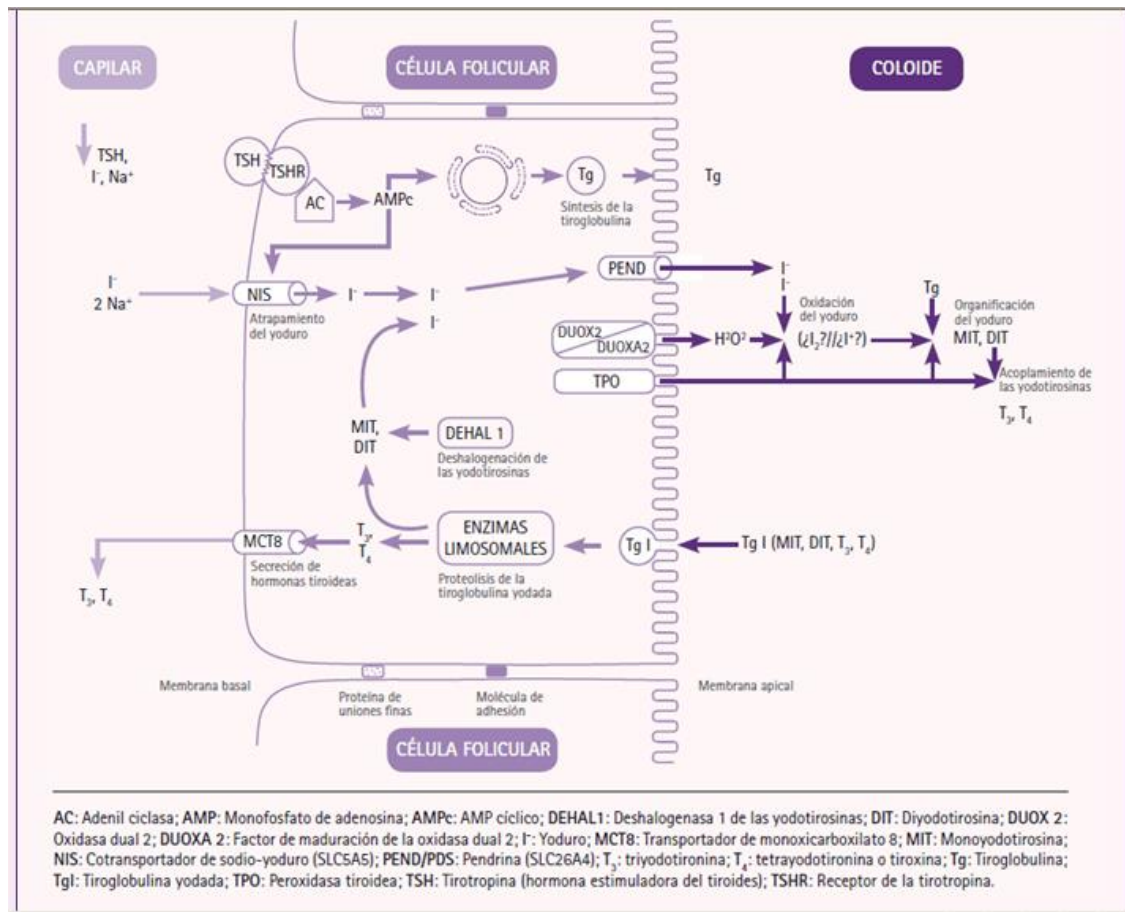 CAPILAR
CÉLULA FOLICULAR
COLOIDE
TSH,
I⁻, Na⁺
TSH
TSHR
AC
AMPc
Tg
Síntesis de la
tiroglobulina
Tg
I⁻
2 Na⁺
NIS
Atrapamiento
del yoduro
I⁻
I⁻
I⁻
PEND
I⁻
I⁻
Oxidación
del yoduro
Tg
Organificación
del yoduro
MIT, DIT
DUOX2
DUOXA2
H²O²
(¿I₂?//¿I⁺?)
TPO
Acoplamiento de
las yodotirosinas
T₃, T₄
MIT,
DIT
DEHAL 1
Deshalogenación de
las yodotirosinas
MCT8
Secreción de
hormonas tiroideas
T₃,
T₄
ENZIMAS
LIMOSOMALES
Proteolisis de la
tiroglobulina yodada
Tg I
Tg I (MIT, DIT, T₃, T₄)
T₃, T₄
Membrana basal
Proteína de
uniones finas
Molécula de
adhesión
Membrana apical
CÉLULA FOLICULAR
AC: Adenil ciclasa; AMP: Monofosfato de adenosina; AMPc: AMP cíclico; DEHAL1: Deshalogenasa 1 de las yodotirosinas; DIT: Diyodotirosina; DUOX 2:
Oxidasa dual 2; DUOXA 2: Factor de maduración de la oxidasa dual 2; I⁻: Yoduro; MCT8: Transportador de monoxicarboxilato 8; MIT: Monoyodotirosina;
NIS: Cotransportador de sodio-yoduro (SLC5A5); PEND/PDS: Pendrina (SLC26A4); T₃: triyodotironina; T₄: tetrayodotironina o tiroxina; Tg: Tiroglobulina;
TgI: Tiroglobulina yodada; TPO: Peroxidasa tiroidea; TSH: Tirotropina (hormona estimuladora del tiroides); TSHR: Receptor de la tirotropina.